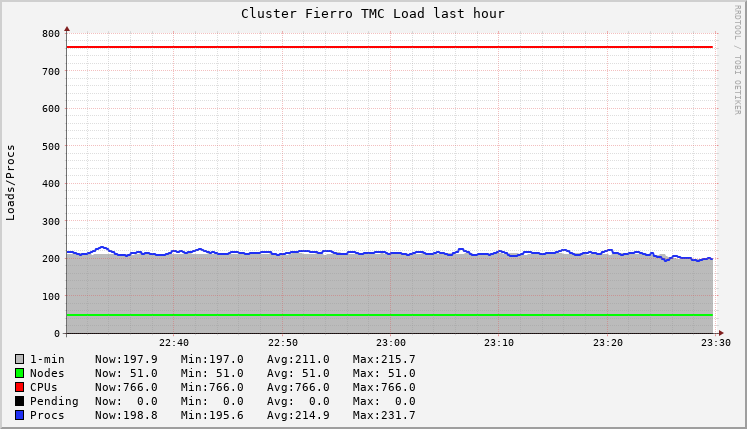 Cluster Fierro TMC Load last hour
RRDTOOL / TOBI OETIKER
Loads/Procs
800
700
600
500
400
300
200
100
0
22:40 22:50 23:00 23:10 23:20 23:30
1-min Now:197.9 Min:197.0 Avg:211.0 Max:215.7
Nodes Now: 51.0 Min: 51.0 Avg: 51.0 Max: 51.0
CPUs Now:766.0 Min:766.0 Avg:766.0 Max:766.0
Pending Now: 0.0 Min: 0.0 Avg: 0.0 Max: 0.0
Procs Now:198.8 Min:195.6 Avg:214.9 Max:231.7